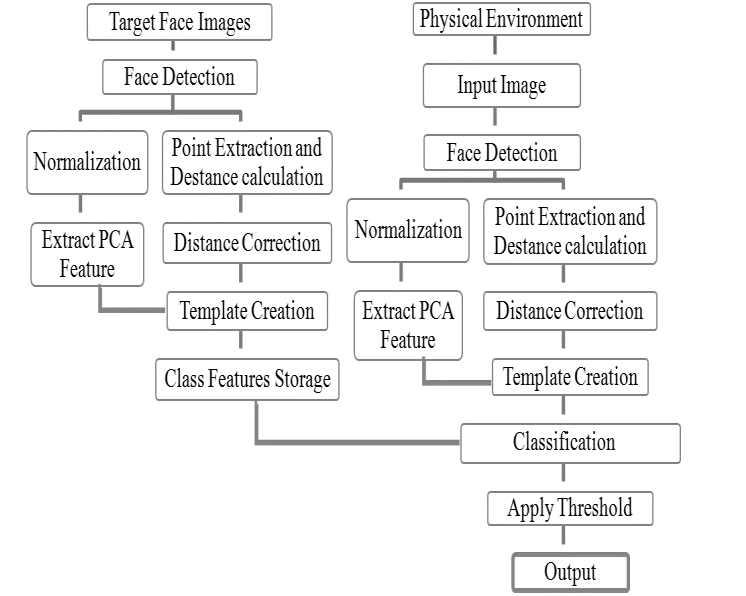 Target Face Images
Face Detection
Normalization
Point Extraction and
Destance calculation
Extract PCA
Feature
Distance Correction
Template Creation
Class Features Storage
Physical Environment
Input Image
Face Detection
Normalization
Point Extraction and
Destance calculation
Extract PCA
Feature
Distance Correction
Template Creation
Classification
Apply Threshold
Output